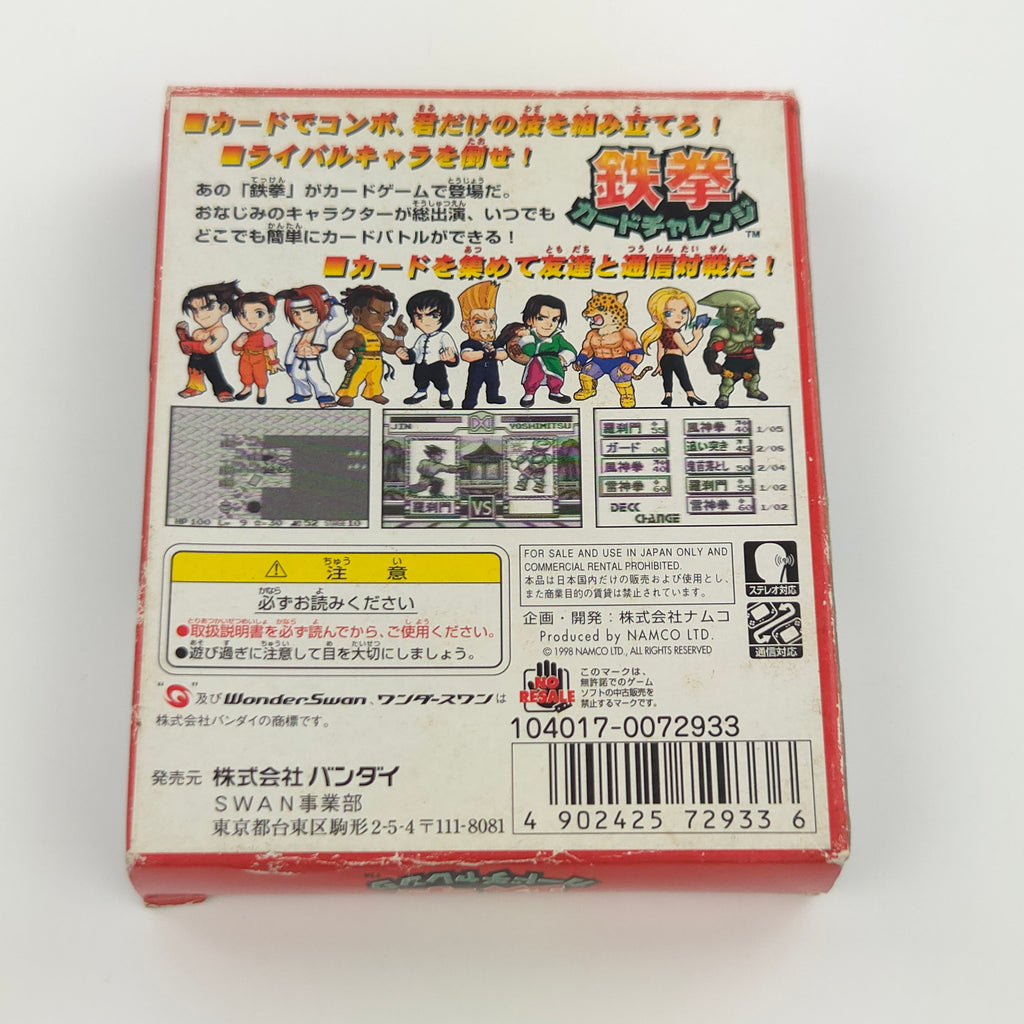 ■カードでコンボ、君だけの技を組み立てろ！
■ライバルキャラを倒せ！
鉄拳
カードチャレンジ™
あの「鉄拳」がカードゲームで登場だ。
おなじみのキャラクターが総出演、いつでも
どこでも簡単にカードバトルができる！
■カードを集めて友達と通信対戦だ！
HP 100 Lv 9 G-30 52 STAGE 10
JIN YOSHIMITSU
羅刹門 VS
羅刹門 55 風神拳 40 1/05
ガード 00 追い突き 45 2/08
風神拳 40 鬼首落とし 50 2/04
雷神拳 60 羅刹門 55 1/02
雷神拳 60 1/02
DECC
CHANGE
注意
必ずお読みください
●取扱説明書を必ず読んでから、ご使用ください。
●遊び過ぎに注意して目を大切にしましょう。
FOR SALE AND USE IN JAPAN ONLY AND
COMMERCIAL RENTAL PROHIBITED.
本品は日本国内だけの販売および使用とし、
また商業目的の賃貸は禁止されています。
ステレオ対応
企画・開発：株式会社ナムコ
Produced by NAMCO LTD.
© 1998 NAMCO LTD., ALL RIGHTS RESERVED
通信対応
NO
RESALE
このマークは、
無許諾でのゲーム
ソフトの中古販売を
禁止するマークです。
" " 及び WonderSwan、ワンダースワン は
株式会社バンダイの商標です。
104017-0072933
発売元 株式会社 バンダイ
SWAN事業部
東京都台東区駒形2-5-4 〒111-8081
4 902425 729336